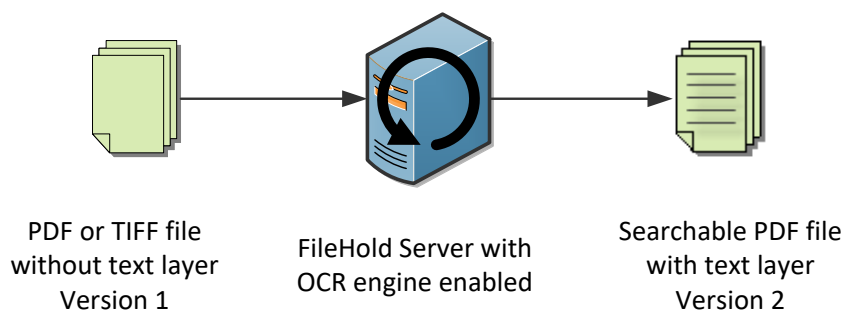 PDF or TIFF file
without text layer
Version 1
FileHold Server with
OCR engine enabled
Searchable PDF file
with text layer
Version 2